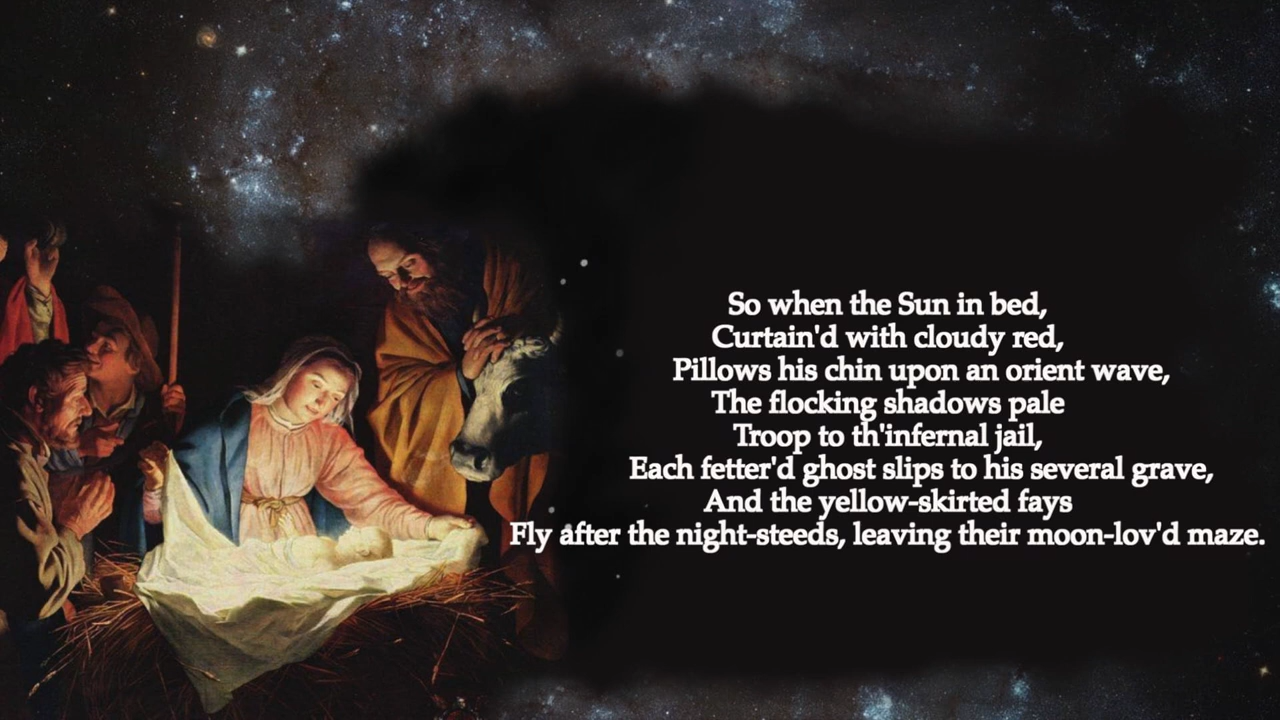 So when the Sun in bed,
Curtain'd with cloudy red,
Pillows his chin upon an orient wave,
The flocking shadows pale
Troop to th'infernal jail,
Each fetter'd ghost slips to his several grave,
And the yellow-skirted fays
Fly after the night-steeds, leaving their moon-lov'd maze.